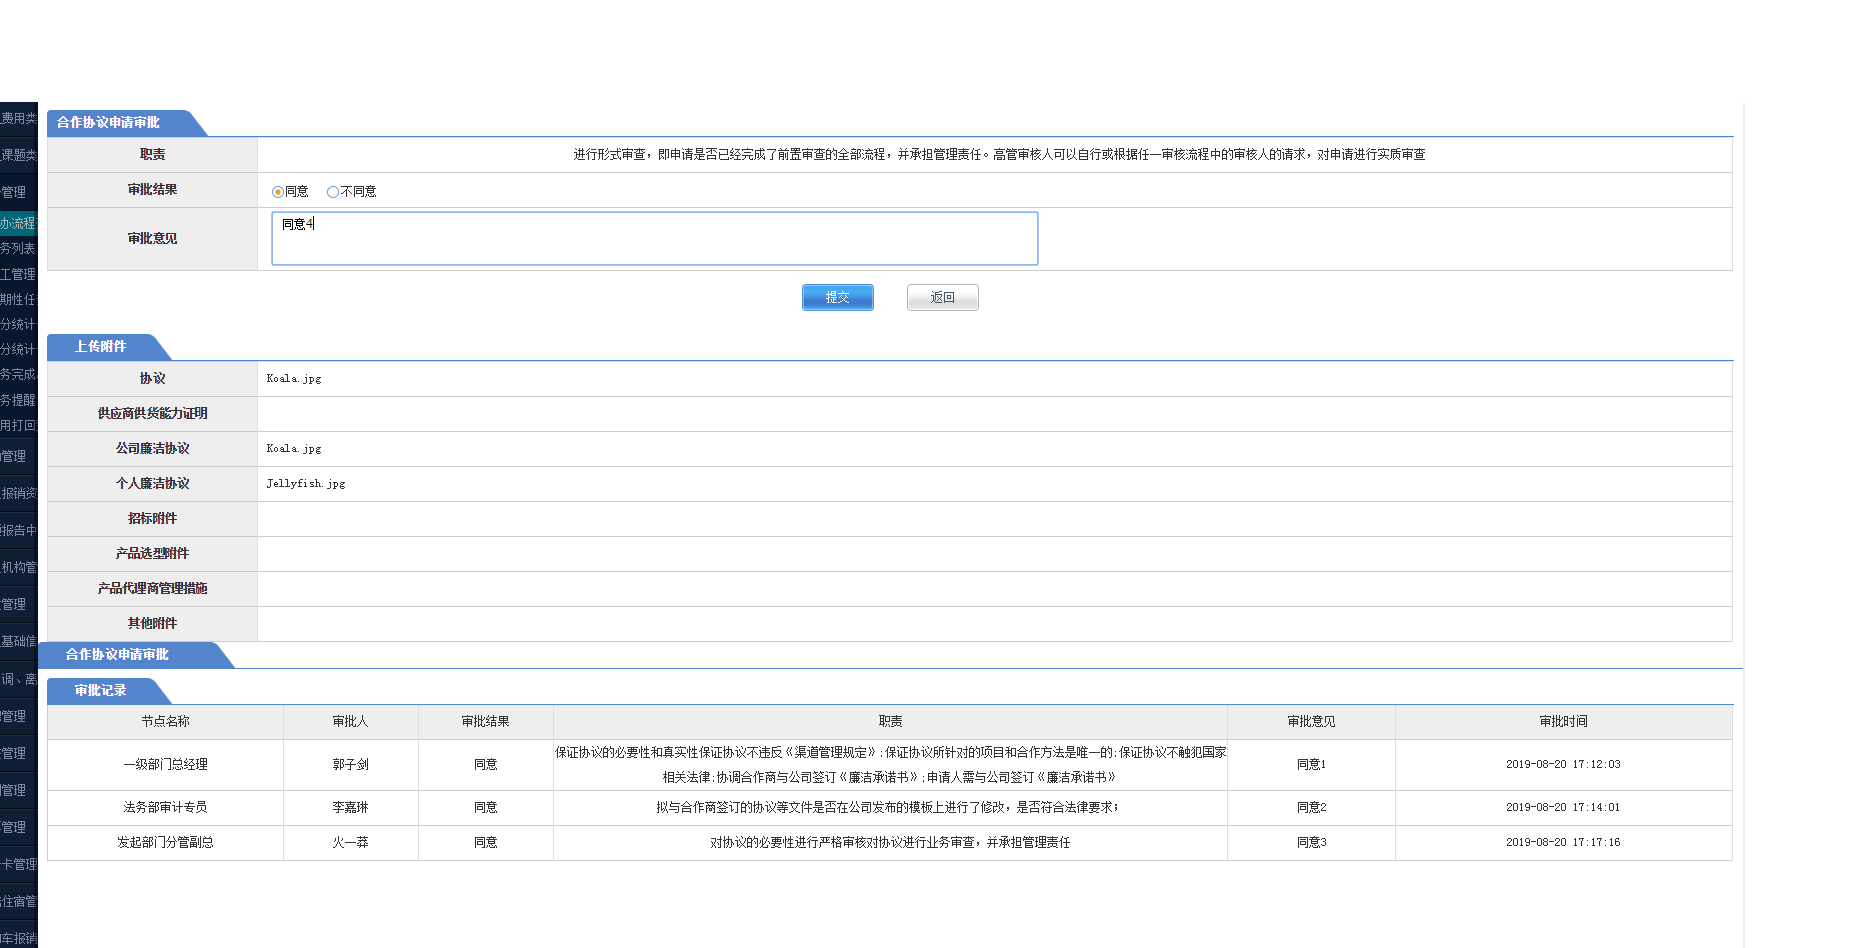 费用类
课题类
管理
办流程
务列表
工管理
期性任
分统计
分统计
务完成
务提醒
用打回
管理
报销资
报告中
机构管
管理
基础信
调、离
管理
管理
管理
管理
卡管理
住宿管
车报销
合作协议申请审批
职责 进行形式审查，即申请是否已经完成了前置审查的全部流程，并承担管理责任。高管审核人可以自行或根据任一审核流程中的审核人的请求，对申请进行实质审查
审批结果 同意 不同意
审批意见 同意4
提交 返回
上传附件
协议 Koala.jpg
供应商供货能力证明
公司廉洁协议 Koala.jpg
个人廉洁协议 Jellyfish.jpg
招标附件
产品选型附件
产品代理商管理措施
其他附件
合作协议申请审批
审批记录
节点名称 审批人 审批结果 职责 审批意见 审批时间
一级部门总经理 郭子剑 同意 保证协议的必要性和真实性保证协议不违反《渠道管理规定》;保证协议所针对的项目和合作方法是唯一的;保证协议不触犯国家
相关法律;协调合作商与公司签订《廉洁承诺书》;申请人需与公司签订《廉洁承诺书》 同意1 2019-08-20 17:12:03
法务部审计专员 李嘉琳 同意 拟与合作商签订的协议等文件是否在公司发布的模板上进行了修改，是否符合法律要求； 同意2 2019-08-20 17:14:01
发起部门分管副总 火一莽 同意 对协议的必要性进行严格审核对协议进行业务审查，并承担管理责任 同意3 2019-08-20 17:17:16